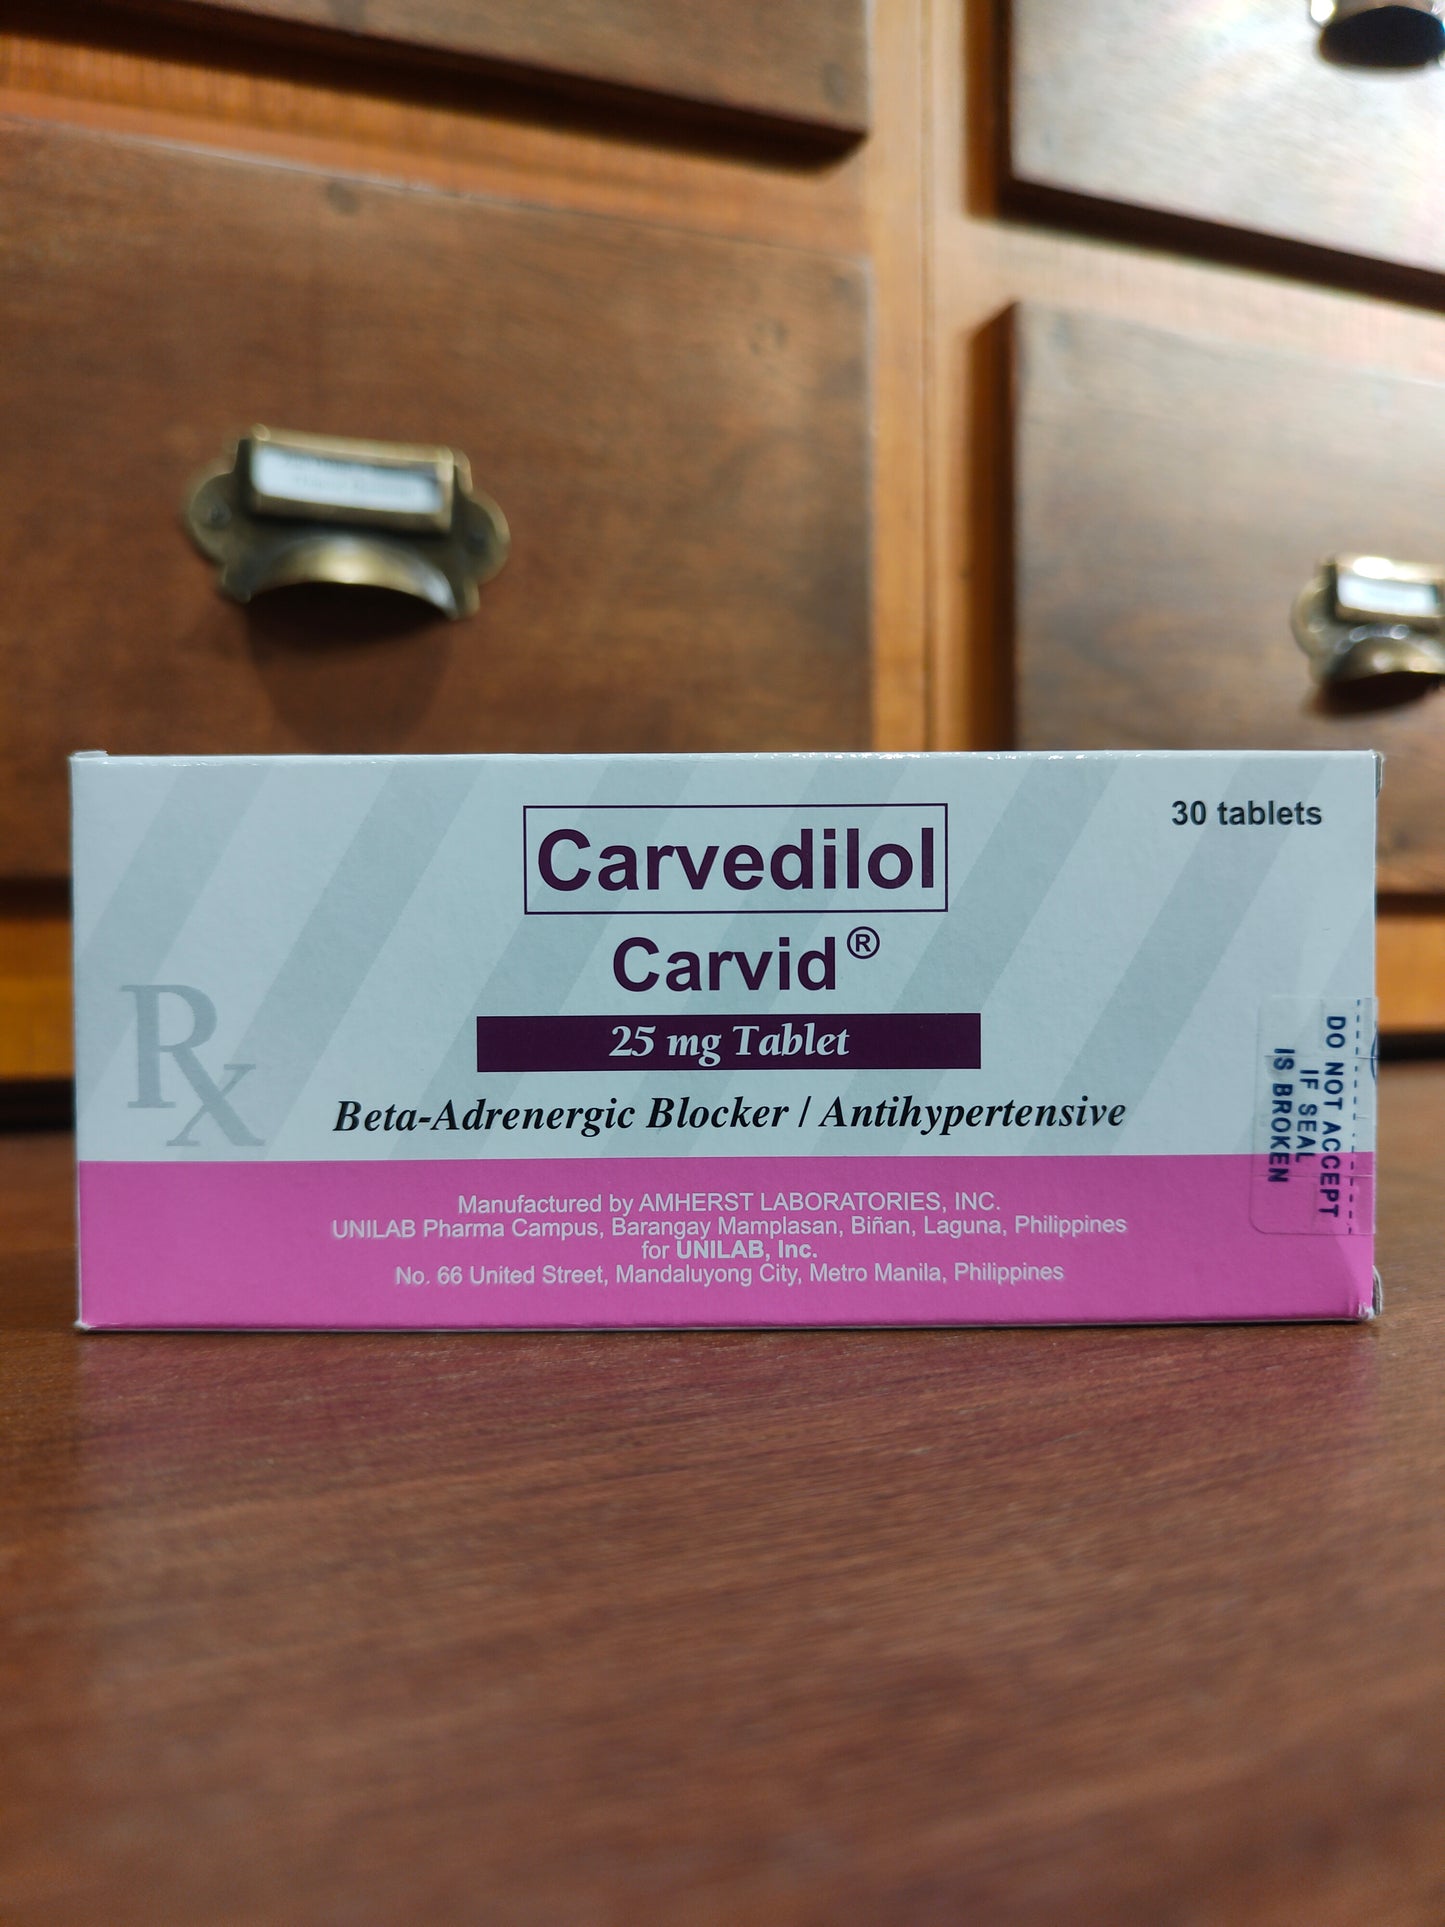 30 tablets
Carvedilol
Carvid®
25 mg Tablet
Rx
Beta-Adrenergic Blocker / Antihypertensive
Manufactured by AMHERST LABORATORIES, INC.
UNILAB Pharma Campus, Barangay Mamplasan, Biñan, Laguna, Philippines
for UNILAB, Inc.
No. 66 United Street, Mandaluyong City, Metro Manila, Philippines
DO NOT ACCEPT
IF SEAL
IS BROKEN